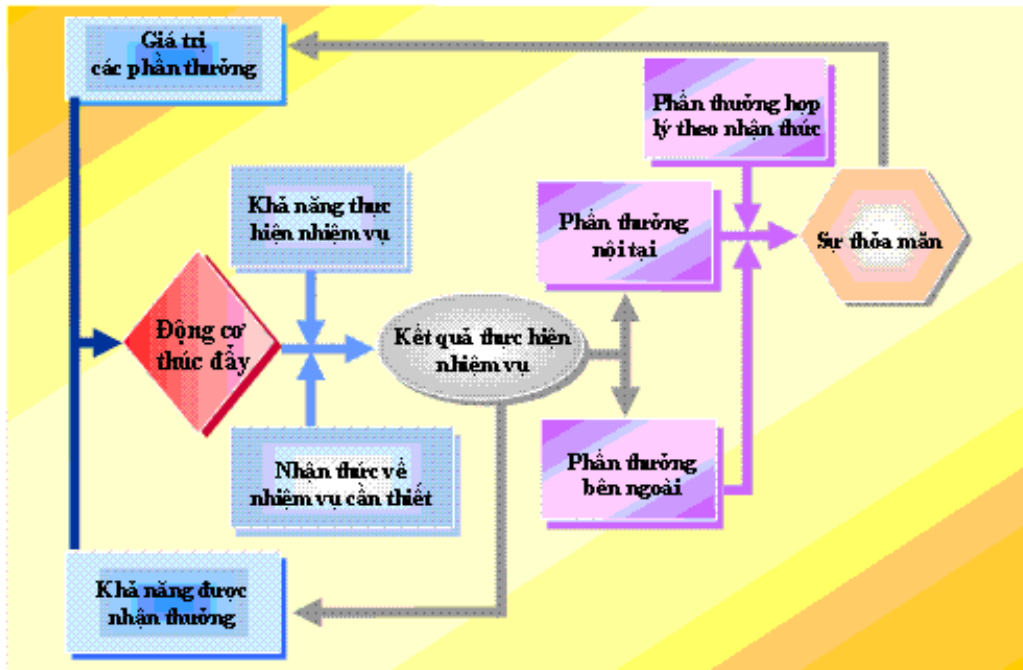 Giá trị
các phần thưởng
Phần thưởng hợp
lý theo nhận thức
Khả năng thực
hiện nhiệm vụ
Phần thưởng
nội tại
Sự thỏa mãn
Động cơ
thúc đẩy
Kết quả thực hiện
nhiệm vụ
Nhận thức về
nhiệm vụ cần thiết
Phần thưởng
bên ngoài
Khả năng được
nhận thưởng